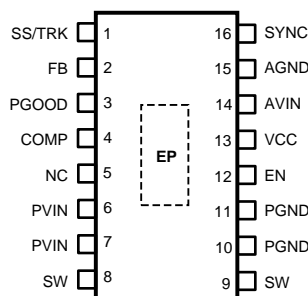 SS/TRK 1 16 SYNC
FB 2 15 AGND
PGOOD 3 14 AVIN
COMP 4 EP 13 VCC
NC 5 12 EN
PVIN 6 11 PGND
PVIN 7 10 PGND
SW 8 9 SW